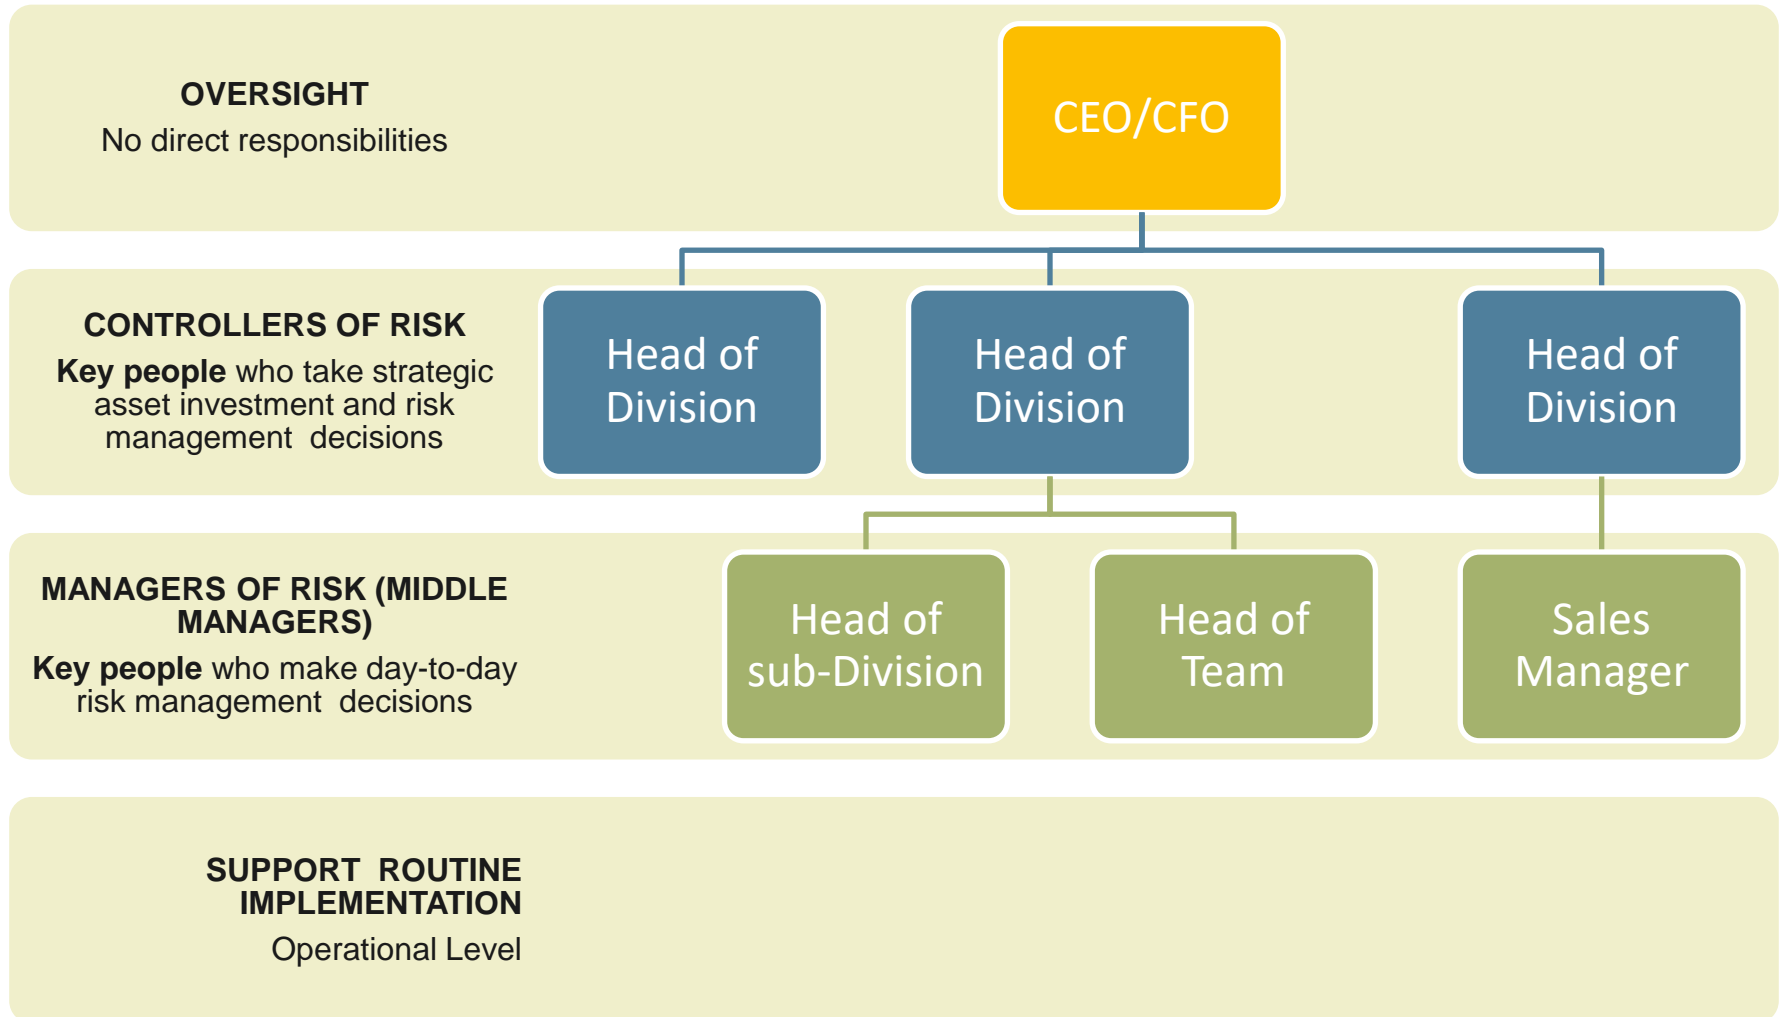 OVERSIGHT
No direct responsibilities
CEO/CFO
CONTROLLERS OF RISK
Key people who take strategic
asset investment and risk
management  decisions
Head of
Division
Head of
Division
Head of
Division
MANAGERS OF RISK (MIDDLE
MANAGERS)
Key people who make day-to-day
risk management  decisions
Head of
sub-Division
Head of
Team
Sales
Manager
SUPPORT  ROUTINE
IMPLEMENTATION
Operational Level